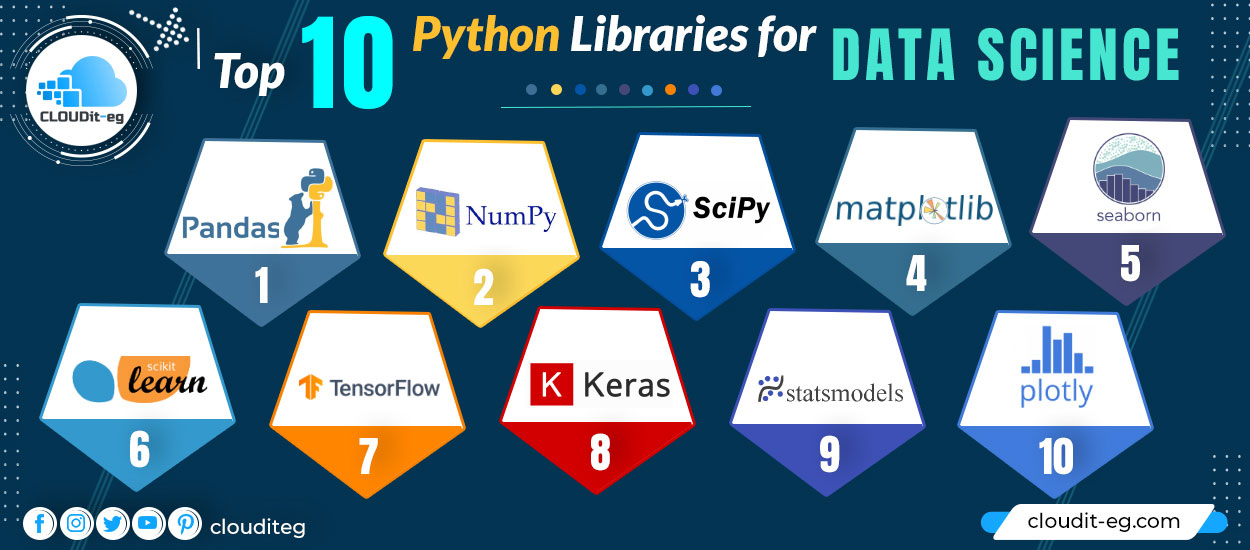 CLOUDit-eg
Top 10 Python Libraries for DATA SCIENCE
Pandas
1
NumPy
2
SciPy
3
matplotlib
4
seaborn
5
scikit
learn
6
TensorFlow
7
K Keras
8
statsmodels
9
plotly
10
clouditeg
cloudit-eg.com